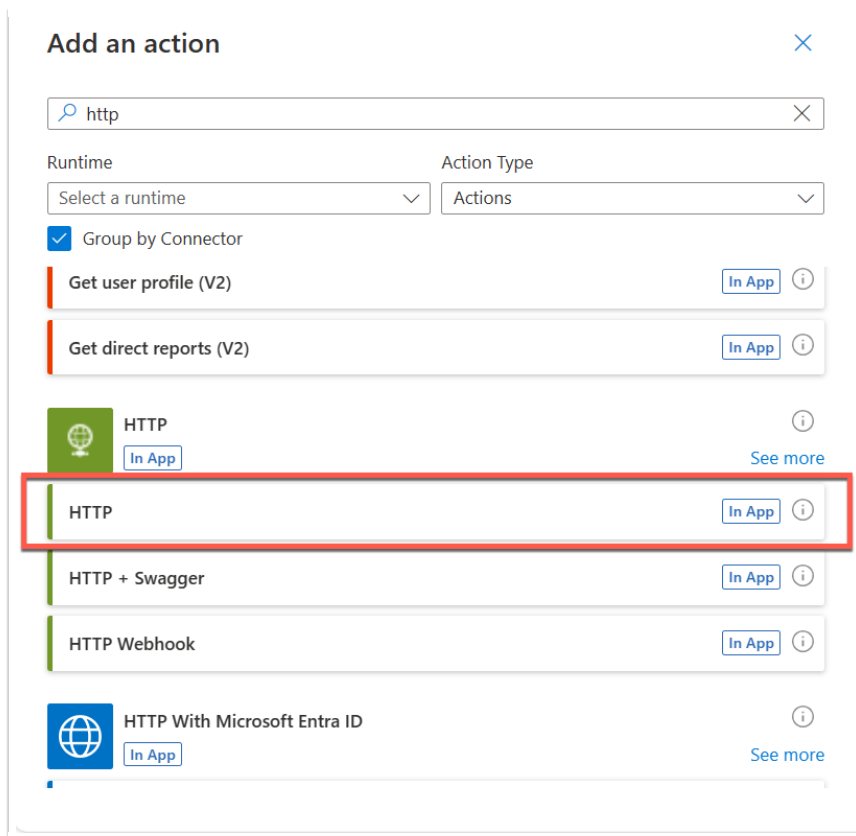 Add an action
http
Runtime
Action Type
Select a runtime
Actions
Group by Connector
Get user profile (V2)
In App
Get direct reports (V2)
In App
HTTP
In App
See more
HTTP
In App
HTTP + Swagger
In App
HTTP Webhook
In App
HTTP With Microsoft Entra ID
In App
See more